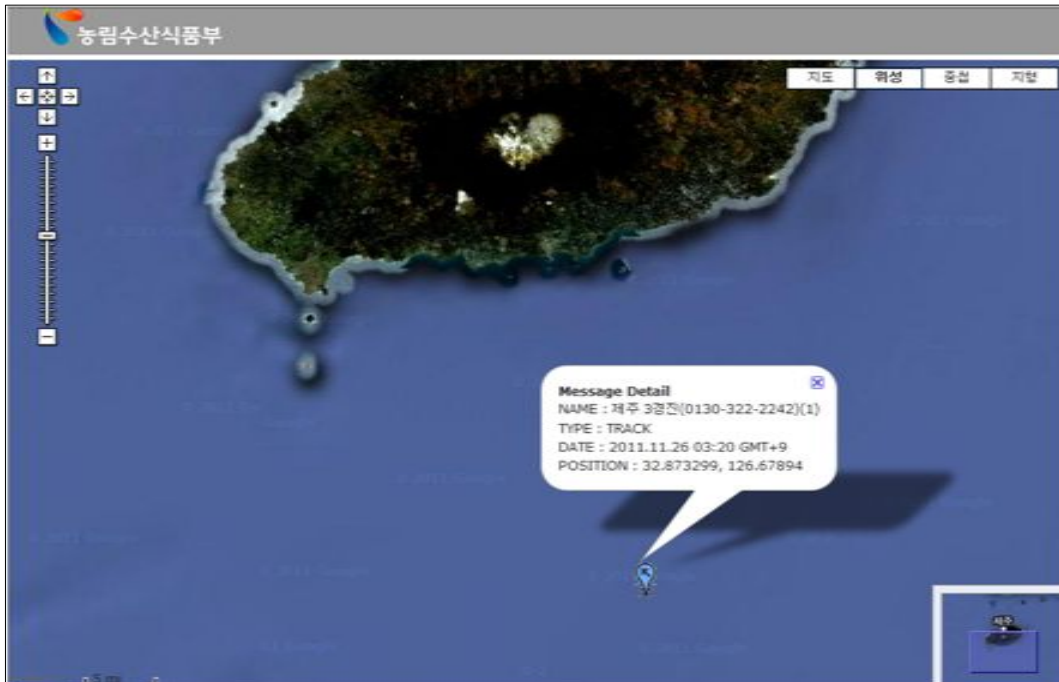 농림수산식품부
지도 위성 중첩 지형
Message Detail
NAME : 제주 3경진(0130-322-2242)(1)
TYPE : TRACK
DATE : 2011.11.26 03:20 GMT+9
POSITION : 32.873299, 126.67894
제주
5 mi